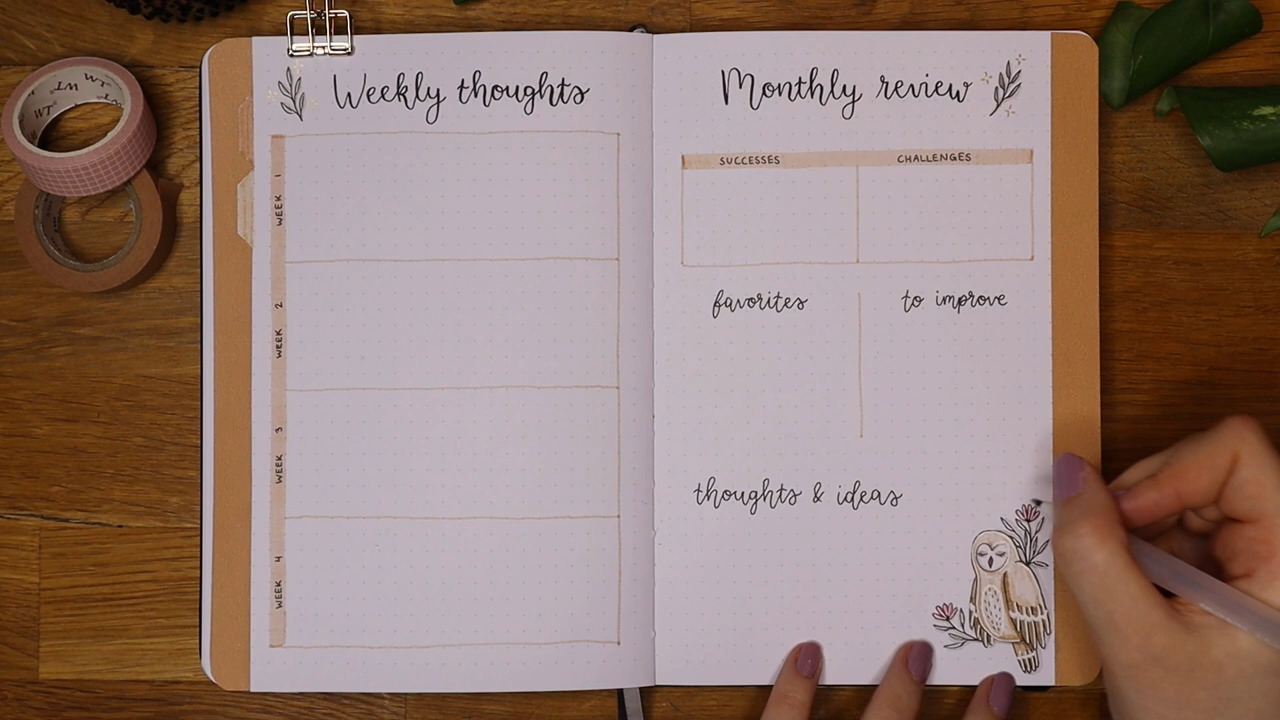 Weekly thoughts
WEEK 1
WEEK 2
WEEK 3
WEEK 4
Monthly review
SUCCESSES CHALLENGES
favorites to improve
thoughts & ideas